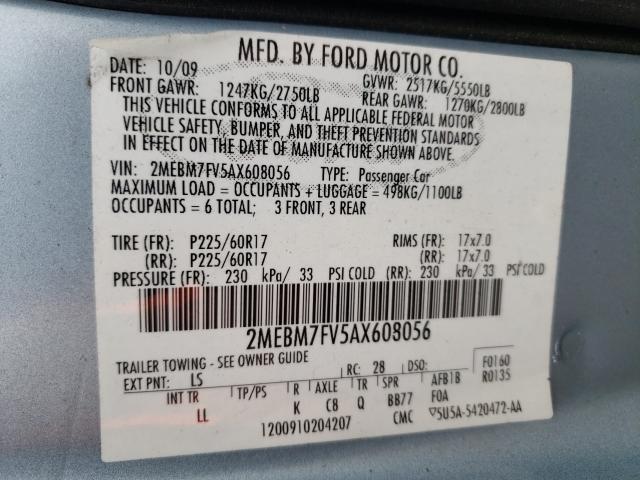 MFD. BY FORD MOTOR CO.
DATE: 10/09 GVWR: 2517KG/5550LB
FRONT GAWR: 1247KG/2750LB REAR GAWR: 1270KG/2800LB
THIS VEHICLE CONFORMS TO ALL APPLICABLE FEDERAL MOTOR
VEHICLE SAFETY, BUMPER, AND THEFT PREVENTION STANDARDS
IN EFFECT ON THE DATE OF MANUFACTURE SHOWN ABOVE.
VIN: 2MEBM7FV5AX608056 TYPE: Passenger Car
MAXIMUM LOAD = OCCUPANTS + LUGGAGE = 498KG/1100LB
OCCUPANTS = 6 TOTAL; 3 FRONT, 3 REAR
TIRE (FR): P225/60R17 RIMS (FR): 17x7.0
(RR): P225/60R17 (RR): 17x7.0
PRESSURE (FR): 230 kPa/ 33 PSI COLD (RR): 230 kPa/ 33 PSI COLD
2MEBM7FV5AX608056
TRAILER TOWING - SEE OWNER GUIDE RC: 28 DSO: F0160
EXT PNT: LS R0135
INT TR TP/PS R AXLE TR SPR AFB1B
LL K C8 Q BB77 FOA
1200910204207 CMC ▽5U5A-5420472-AA